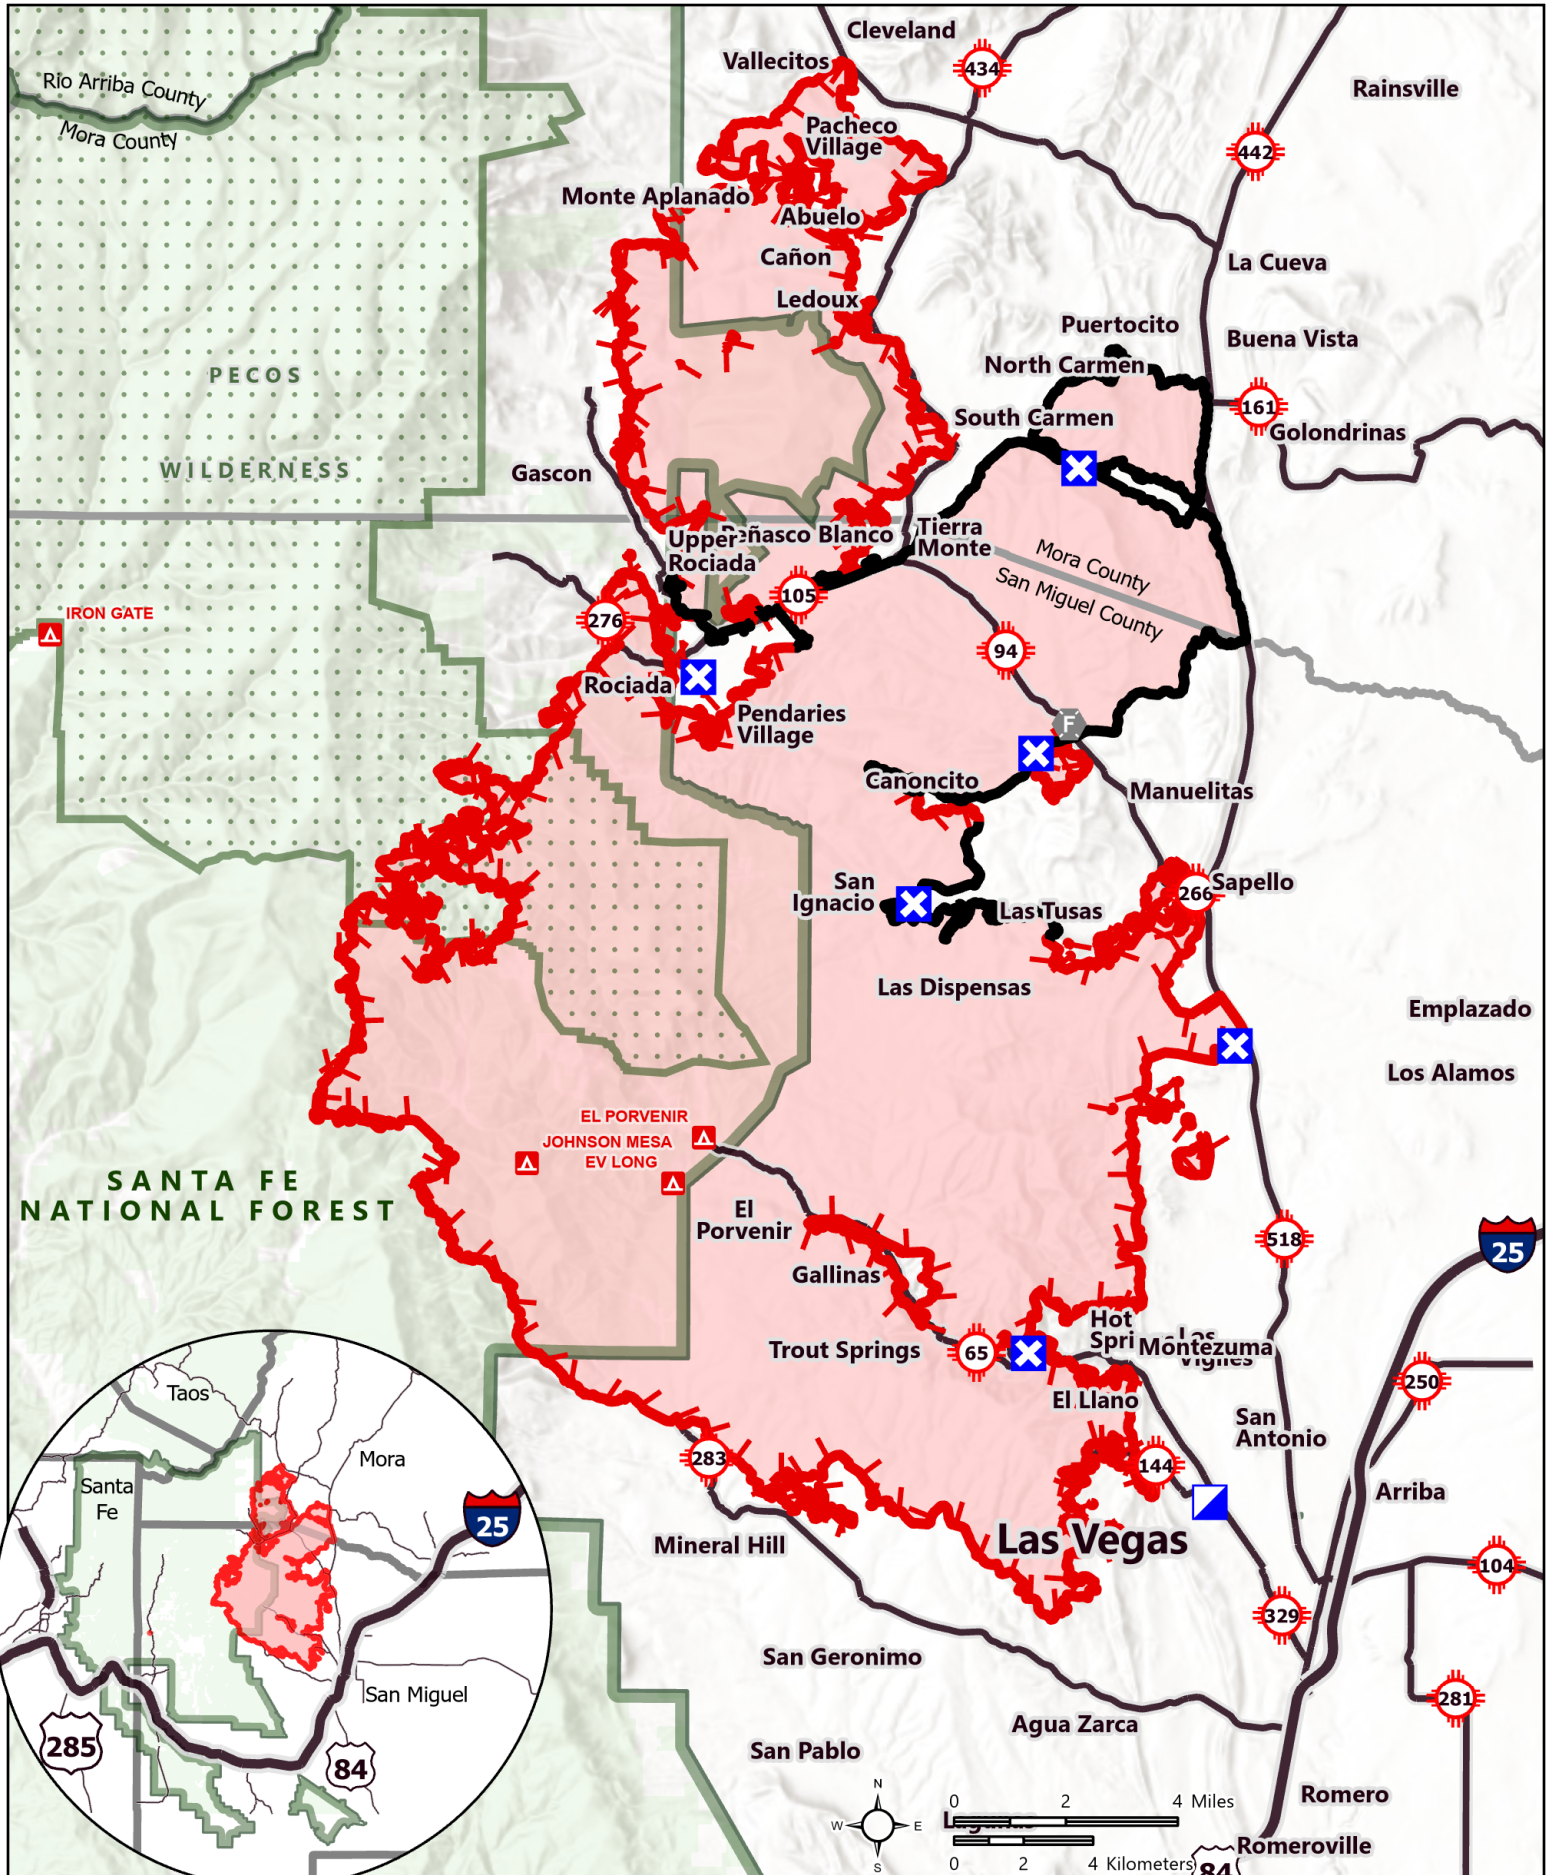 Cleveland
Vallecitos
434
Rainsville
Rio Arriba County
Mora County
Pacheco
Village
442
Monte Aplanado
Abuelo
Cañon
La Cueva
Ledoux
Puertocito
Buena Vista
PECOS
North Carmen
161
South Carmen
Golondrinas
WILDERNESS
Gascon
Tierra
Monte
Peñasco Blanco
Upper
Rociada
Mora County
San Miguel County
105
IRON GATE
276
94
Rociada
Pendaries
Village
F
Canoncito
Manuelitas
San
Ignacio
266
Sapello
Las Tusas
Las Dispensas
Emplazado
Los Alamos
EL PORVENIR
JOHNSON MESA
EV LONG
SANTA FE
NATIONAL FOREST
El
Porvenir
518
25
Gallinas
Hot
Spri
Los
Vigiles
Montezuma
Trout Springs
65
250
El Llano
San
Antonio
283
144
Arriba
Mineral Hill
Las Vegas
104
329
San Geronimo
281
Agua Zarca
San Pablo
Romero
Romeroville
84
N
W
E
S
0 2 4 Miles
0 2 4 Kilometers
Taos
Mora
Santa
Fe
25
San Miguel
285
84